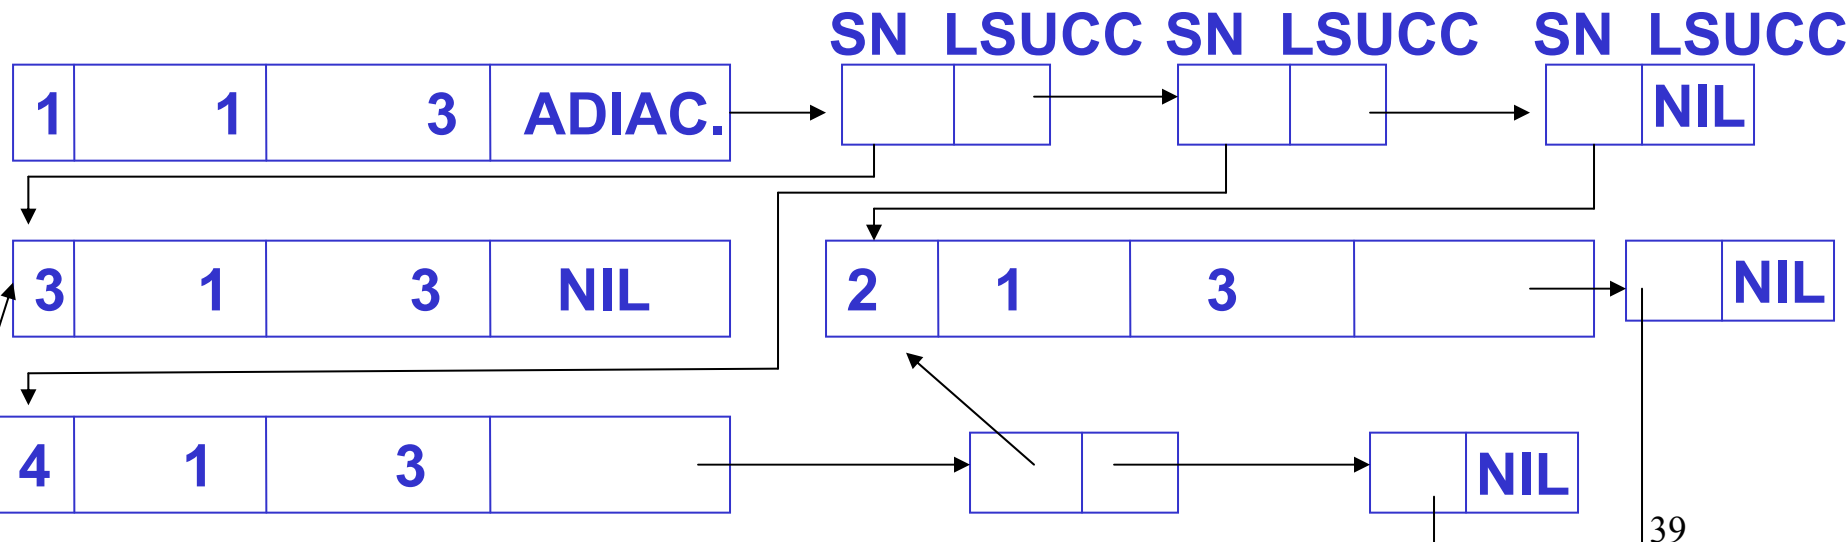 SN LSUCC SN LSUCC SN LSUCC
1 1 3 ADIAC. NIL
3 1 3 NIL 2 1 3 NIL
4 1 3 NIL
39